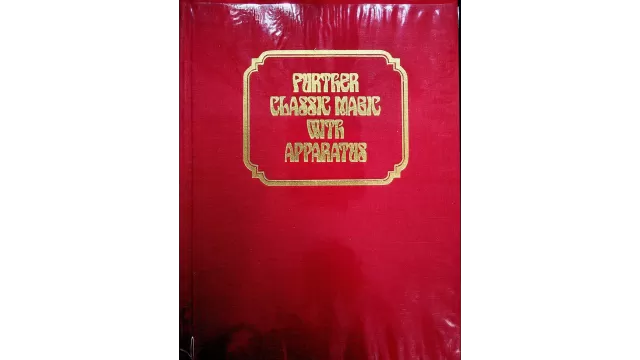 FURTHER
CLASSIC MAGIC
WITH
APPARATUS